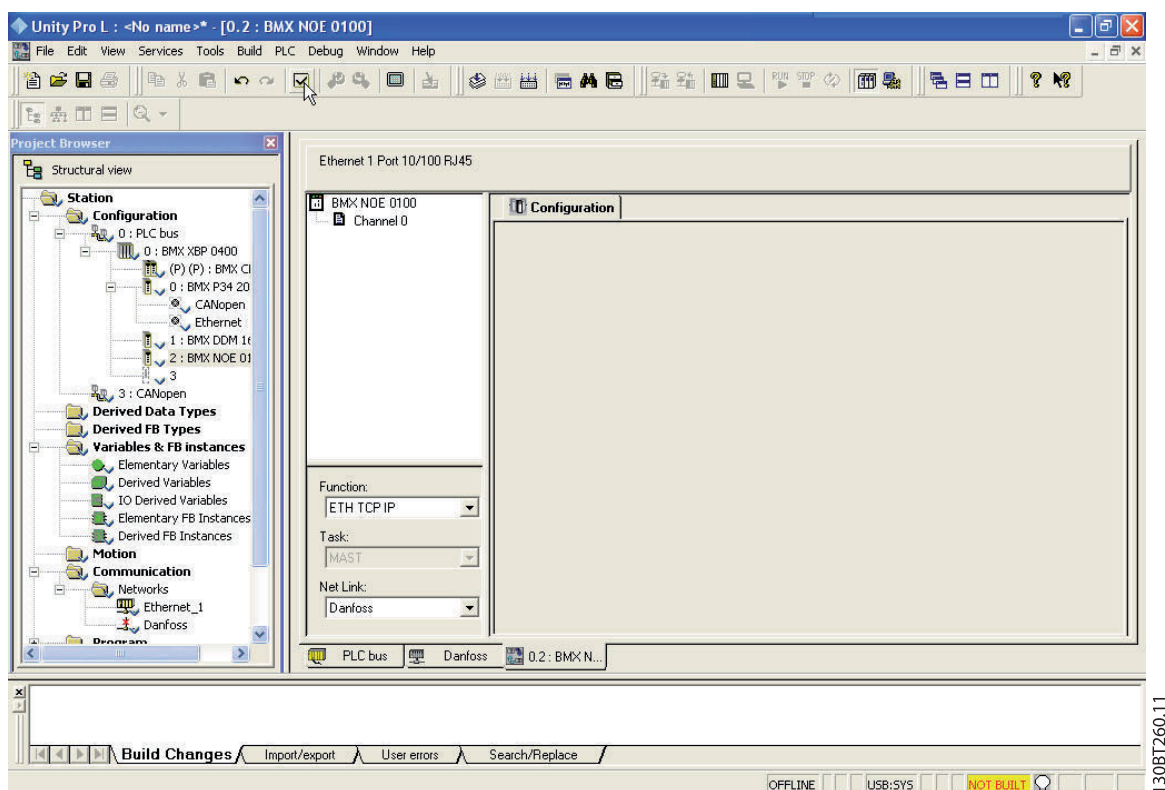 Unity Pro L : <No name>* - [0.2 : BMX NOE 0100]
File Edit View Services Tools Build PLC Debug Window Help
RUN STOP
Project Browser
Structural view
Station
Configuration
0 : PLC bus
0 : BMX XBP 0400
(P) (P) : BMX
0 : BMX P34 20
CANopen
Ethernet
1 : BMX DDM 16
2 : BMX NOE 01
3
3 : CANopen
Derived Data Types
Derived FB Types
Variables & FB instances
Elementary Variables
Derived Variables
IO Derived Variables
Elementary FB Instances
Derived FB Instances
Motion
Communication
Networks
Ethernet_1
Danfoss
Program
Ethernet 1 Port 10/100 RJ45
BMX NOE 0100
Channel 0
Configuration
Function:
ETH TCP IP
Task:
MAST
Net Link:
Danfoss
PLC bus
Danfoss
0.2 : BMX N...
Build Changes
Import/export
User errors
Search/Replace
OFFLINE
USB:SYS
NOT BUILT
130BT260.11